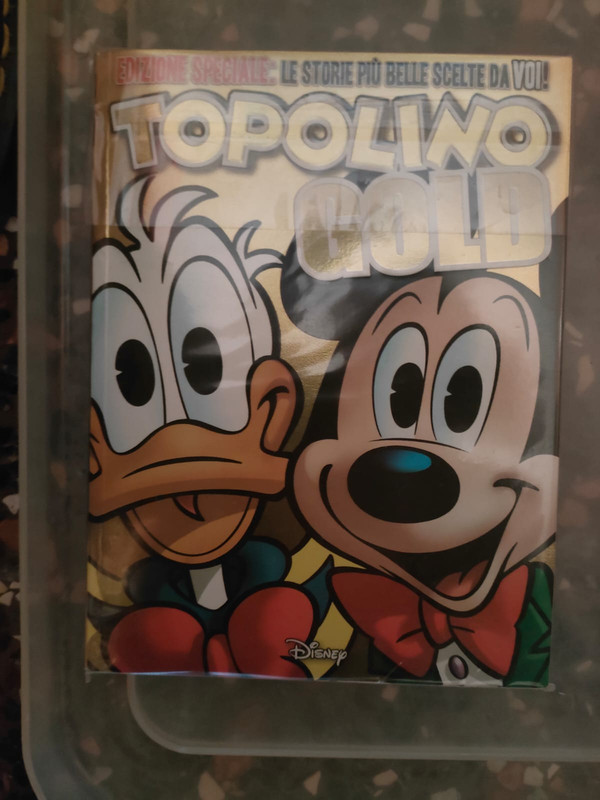 EDIZIONE SPECIALE: LE STORIE PIÙ BELLE SCELTE DA VOI!
TOPOLINO
GOLD
Disney